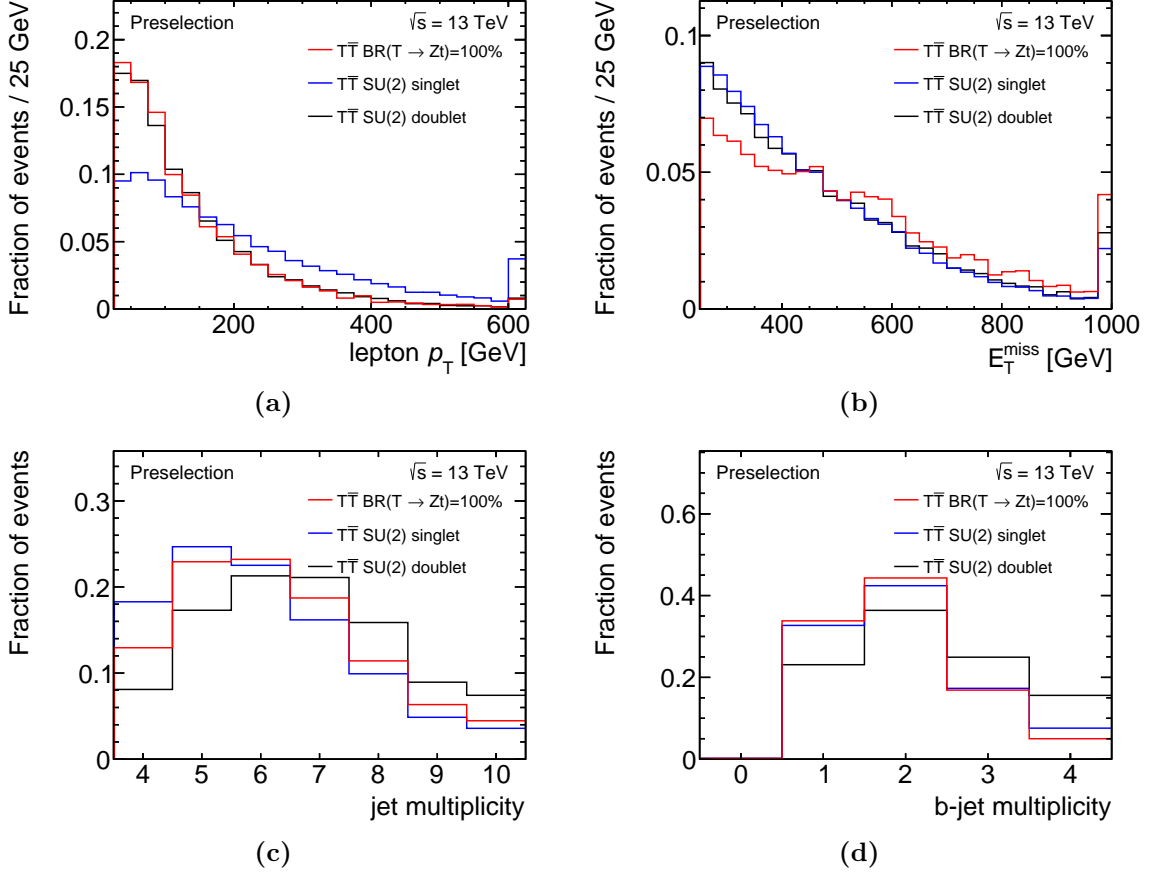 Preselection
√s = 13 TeV
TT̅ BR(T → Zt)=100%
TT̅ SU(2) singlet
TT̅ SU(2) doublet
Fraction of events / 25 GeV
0.2
0.15
0.1
0.05
0
200 400 600
lepton p_T [GeV]
(a)
Preselection
√s = 13 TeV
TT̅ BR(T → Zt)=100%
TT̅ SU(2) singlet
TT̅ SU(2) doublet
Fraction of events / 25 GeV
0.1
0.05
0
400 600 800 1000
E_T^miss [GeV]
(b)
Preselection
√s = 13 TeV
TT̅ BR(T → Zt)=100%
TT̅ SU(2) singlet
TT̅ SU(2) doublet
Fraction of events
0.3
0.2
0.1
0
4 5 6 7 8 9 10
jet multiplicity
(c)
Preselection
√s = 13 TeV
TT̅ BR(T → Zt)=100%
TT̅ SU(2) singlet
TT̅ SU(2) doublet
Fraction of events
0.6
0.4
0.2
0
0 1 2 3 4
b-jet multiplicity
(d)